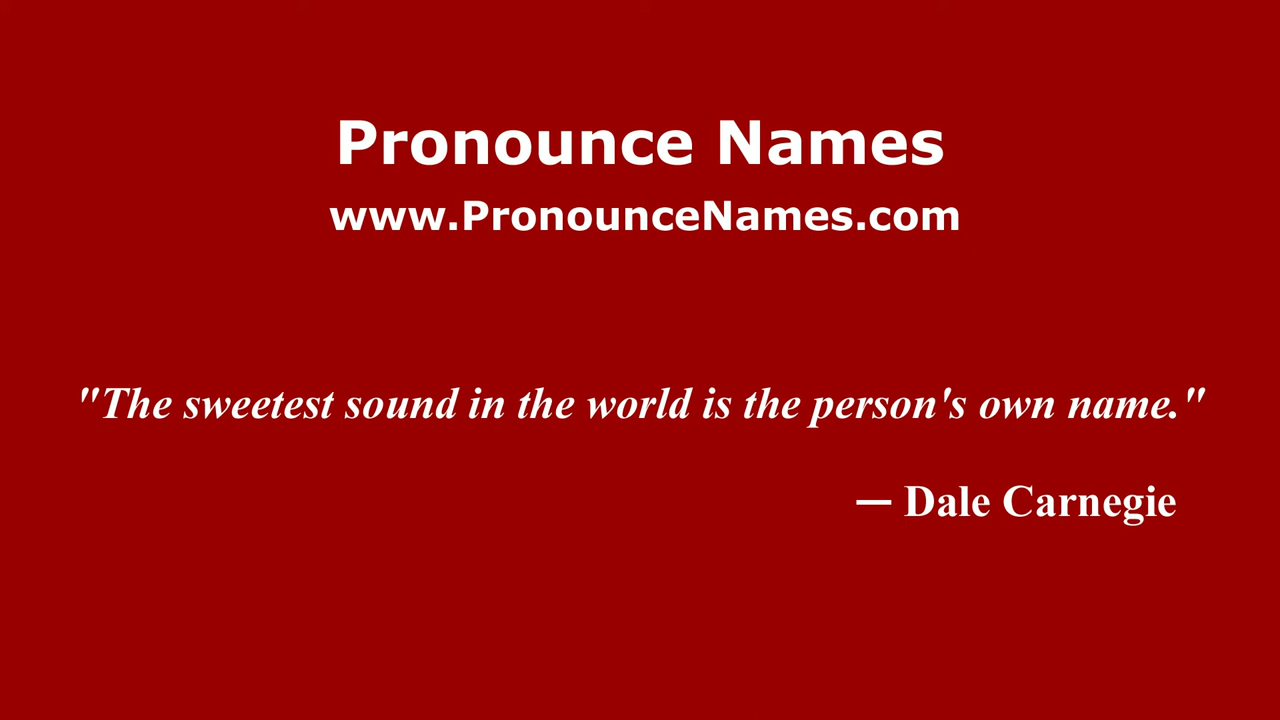 Pronounce Names
www.PronounceNames.com
"The sweetest sound in the world is the person's own name."
— Dale Carnegie